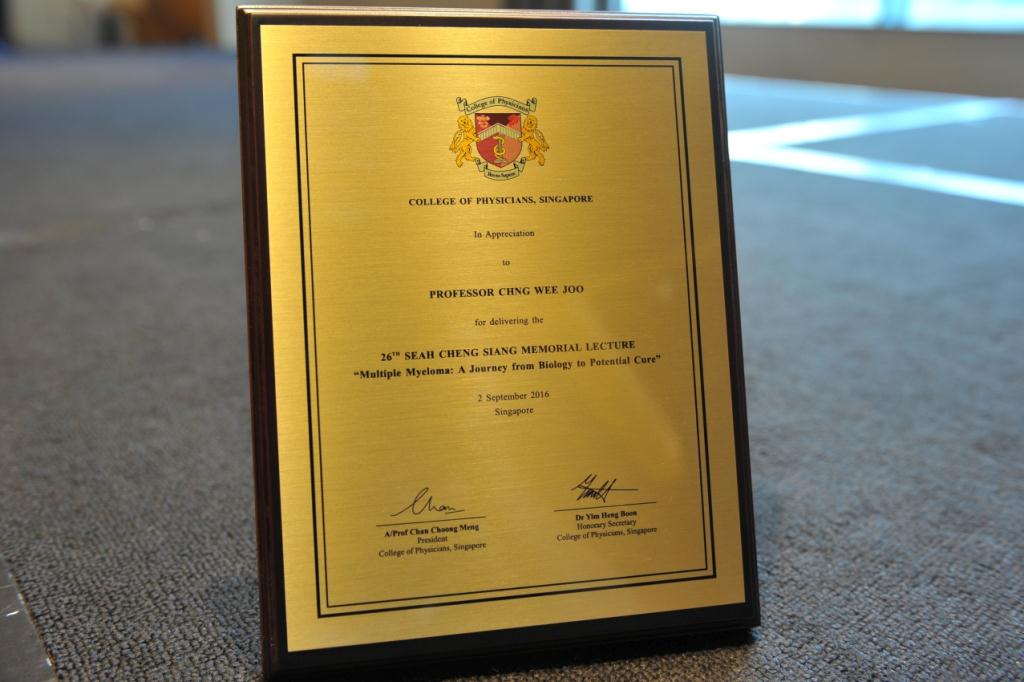 College of Physicians
COLLEGE OF PHYSICIANS, SINGAPORE
In Appreciation
to
PROFESSOR CHNG WEE JOO
for delivering the
26TH SEAH CHENG SIANG MEMORIAL LECTURE
“Multiple Myeloma: A Journey from Biology to Potential Cure”
2 September 2016
Singapore
Chan
A/Prof Chan Choong Meng
President
College of Physicians, Singapore
Dr Yim Heng Boon
Honorary Secretary
College of Physicians, Singapore